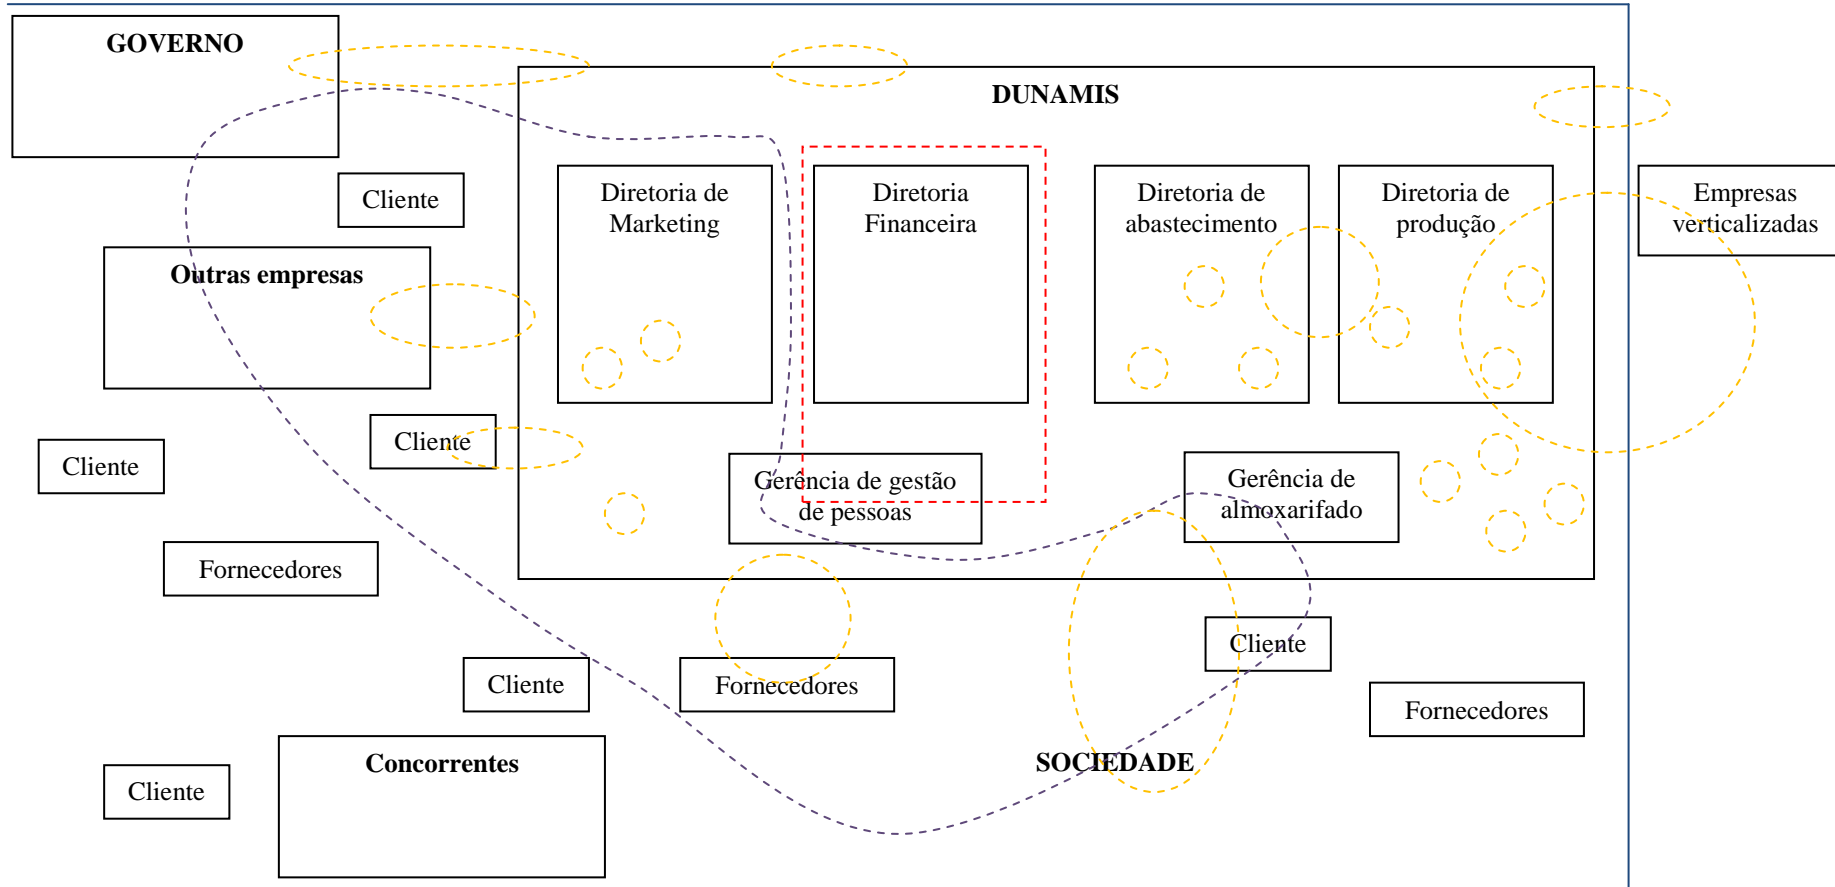 GOVERNO
DUNAMIS
Cliente
Diretoria de
Marketing
Diretoria
Financeira
Diretoria de
abastecimento
Diretoria de
produção
Empresas
verticalizadas
Outras empresas
Cliente
Cliente
Gerência de gestão
de pessoas
Gerência de
almoxarifado
Fornecedores
Cliente
Cliente
Fornecedores
Fornecedores
Concorrentes
SOCIEDADE
Cliente